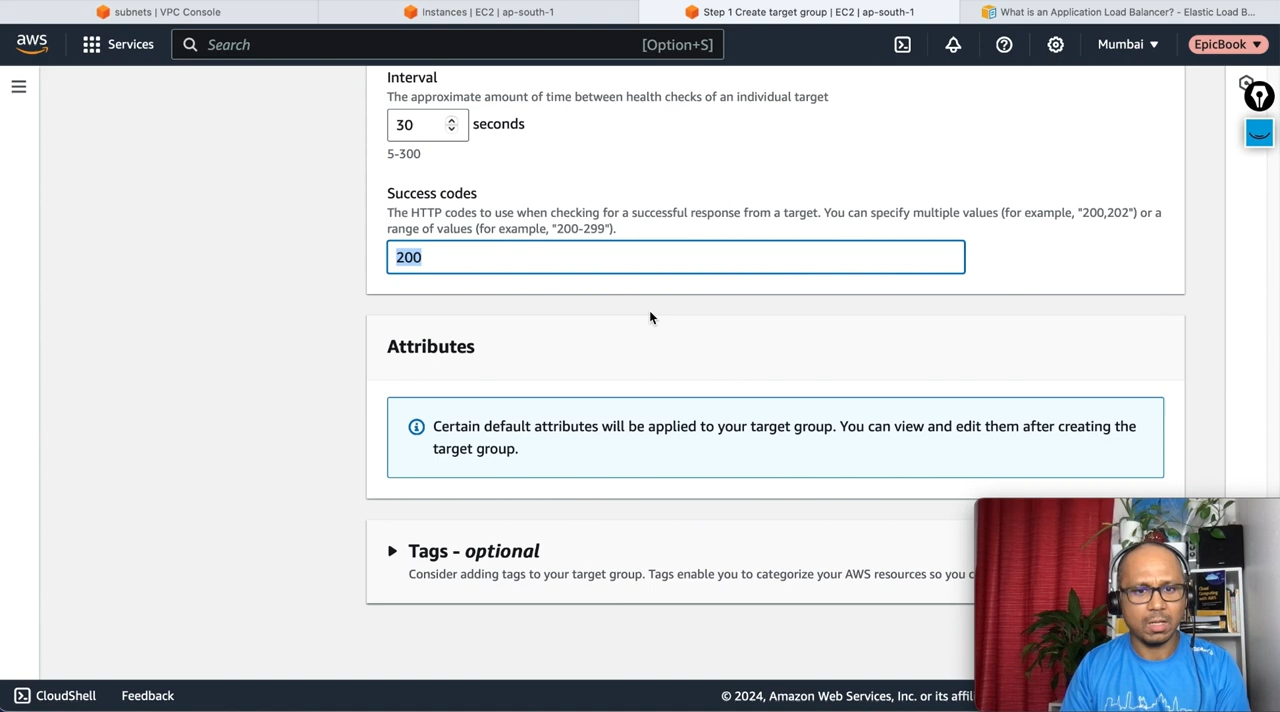 subnets | VPC Console
Instances | EC2 | ap-south-1
Step 1 Create target group | EC2 | ap-south-1
What is an Application Load Balancer? - Elastic Load B...
aws
Services
Search
[Option+S]
Mumbai
EpicBook
Interval
The approximate amount of time between health checks of an individual target
30
seconds
5-300
Success codes
The HTTP codes to use when checking for a successful response from a target. You can specify multiple values (for example, "200,202") or a
range of values (for example, "200-299").
200
Attributes
Certain default attributes will be applied to your target group. You can view and edit them after creating the
target group.
Tags - optional
Consider adding tags to your target group. Tags enable you to categorize your AWS resources so you c
CloudShell
Feedback
© 2024, Amazon Web Services, Inc. or its affil